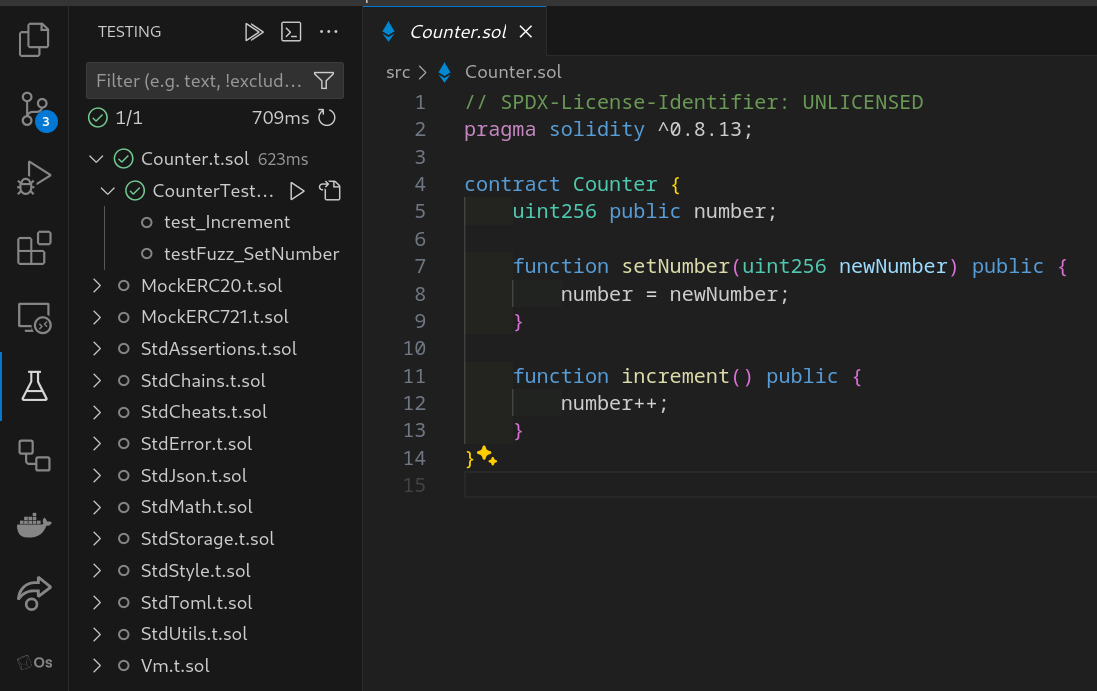 TESTING
Filter (e.g. text, !exclud...
1/1 709ms
Counter.t.sol 623ms
CounterTest...
test_Increment
testFuzz_SetNumber
MockERC20.t.sol
MockERC721.t.sol
StdAssertions.t.sol
StdChains.t.sol
StdCheats.t.sol
StdError.t.sol
StdJson.t.sol
StdMath.t.sol
StdStorage.t.sol
StdStyle.t.sol
StdToml.t.sol
StdUtils.t.sol
Vm.t.sol
3
Os
Counter.sol
src > Counter.sol
1 // SPDX-License-Identifier: UNLICENSED
2 pragma solidity ^0.8.13;
3
4 contract Counter {
5 uint256 public number;
6
7 function setNumber(uint256 newNumber) public {
8 number = newNumber;
9 }
10
11 function increment() public {
12 number++;
13 }
14 }
15